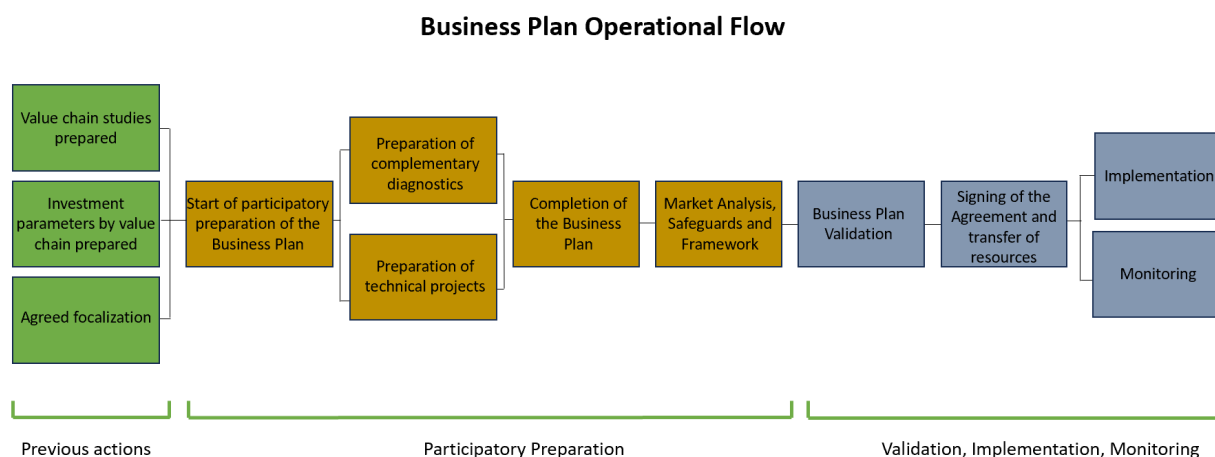 Business Plan Operational Flow
Value chain studies
prepared
Investment
parameters by value
chain prepared
Agreed focalization
Start of participatory
preparation of the
Business Plan
Preparation of
complementary
diagnostics
Preparation of
technical projects
Completion of
the Business
Plan
Market Analysis,
Safeguards and
Framework
Business Plan
Validation
Signing of the
Agreement and
transfer of
resources
Implementation
Monitoring
Previous actions
Participatory Preparation
Validation, Implementation, Monitoring